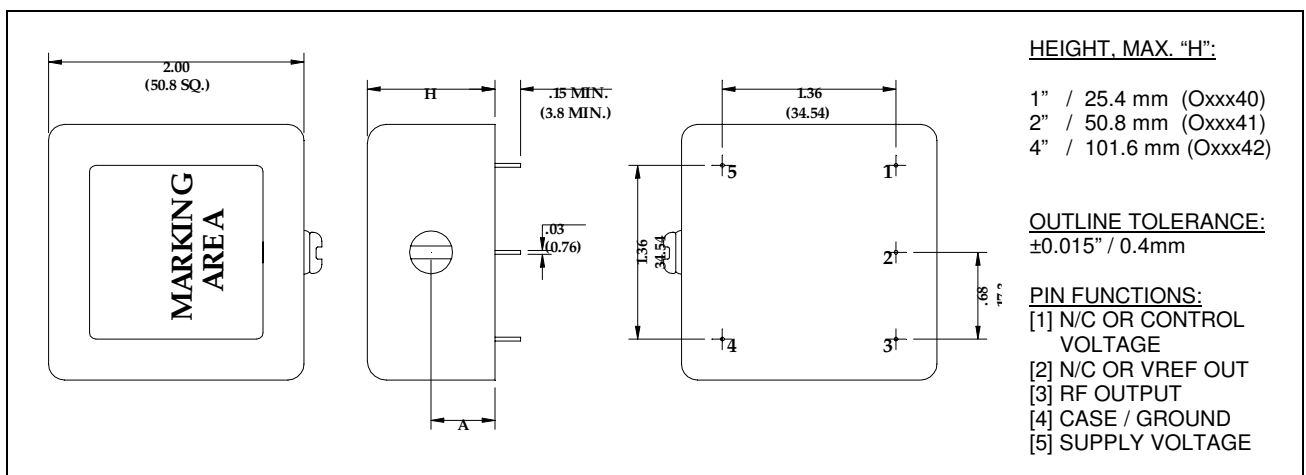 2.00
(50.8 SQ.)
MARKING
AREA
H
.15 MIN.
(3.8 MIN.)
.03
(0.76)
A
1.36
(34.54)
5
1
1.36
34.54
2
.68
4
3
HEIGHT, MAX. “H”:
1” / 25.4 mm (Oxxx40)
2” / 50.8 mm (Oxxx41)
4” / 101.6 mm (Oxxx42)
OUTLINE TOLERANCE:
±0.015” / 0.4mm
PIN FUNCTIONS:
[1] N/C OR CONTROL
VOLTAGE
[2] N/C OR VREF OUT
[3] RF OUTPUT
[4] CASE / GROUND
[5] SUPPLY VOLTAGE